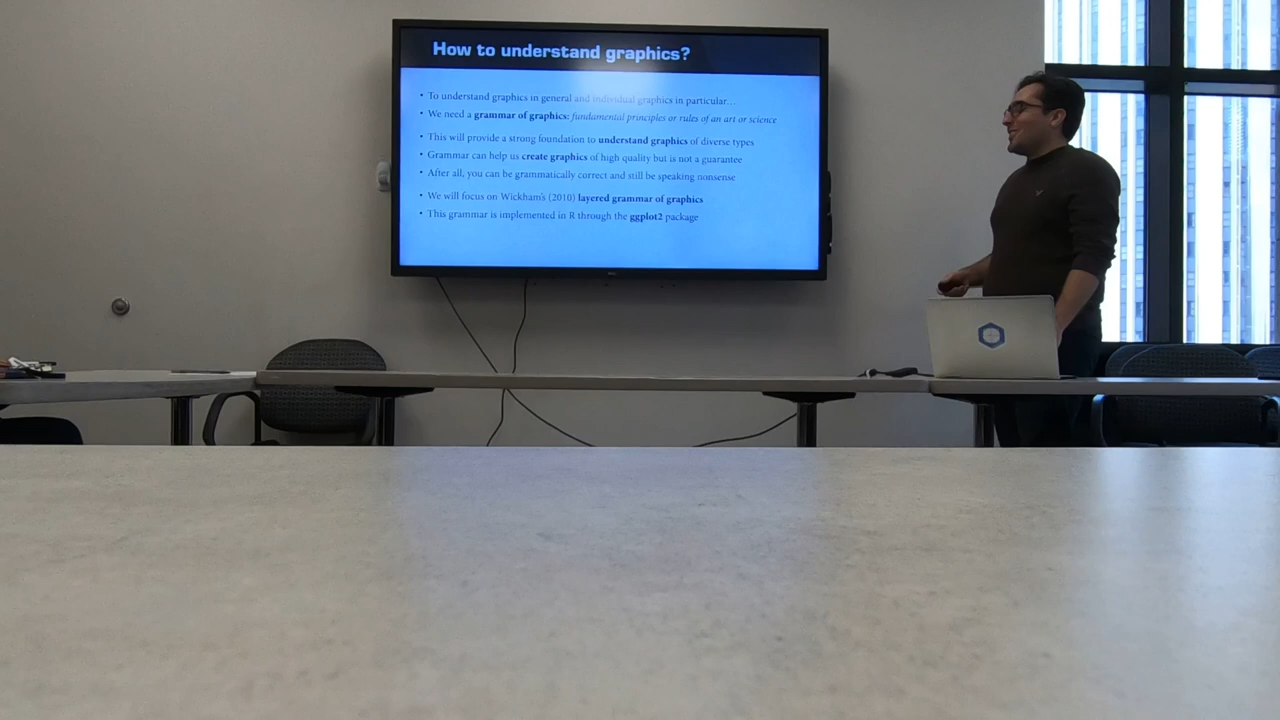 How to understand graphics?
• To understand graphics in general and individual graphics in particular…
• We need a grammar of graphics: fundamental principles or rules of an art or science
• This will provide a strong foundation to understand graphics of diverse types
• Grammar can help us create graphics of high quality but is not a guarantee
• After all, you can be grammatically correct and still be speaking nonsense
• We will focus on Wickham's (2010) layered grammar of graphics
• This grammar is implemented in R through the ggplot2 package